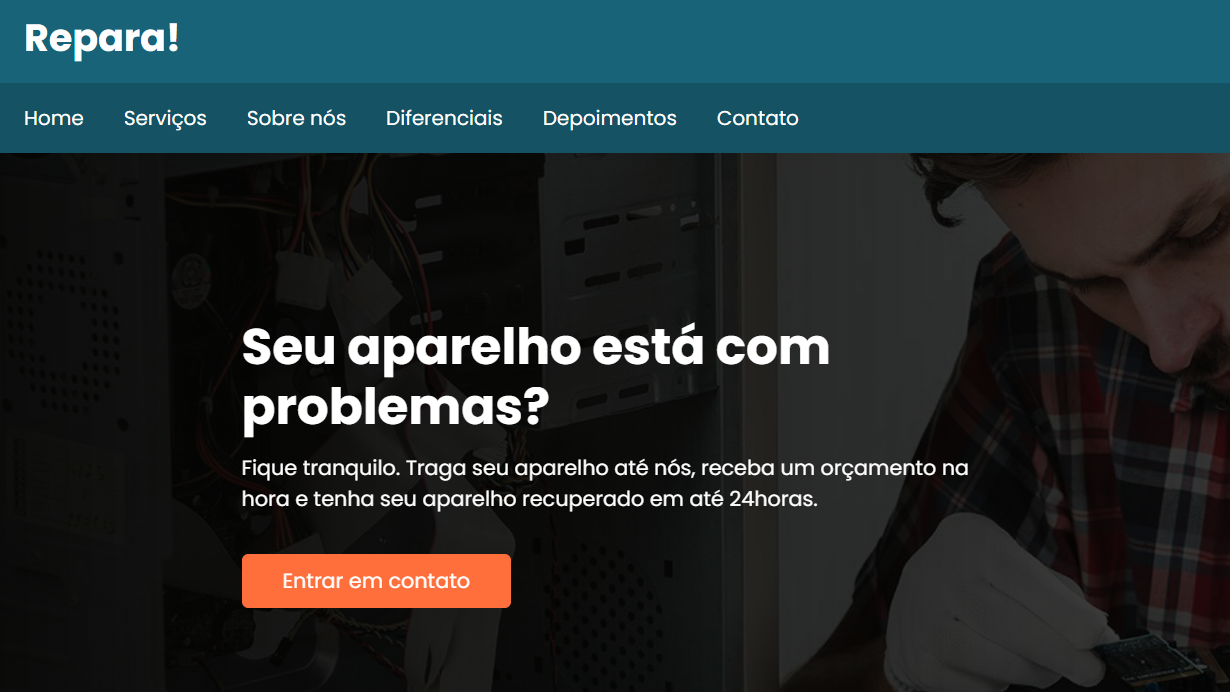 Repara!
Home Serviços Sobre nós Diferenciais Depoimentos Contato
Seu aparelho está com
problemas?
Fique tranquilo. Traga seu aparelho até nós, receba um orçamento na
hora e tenha seu aparelho recuperado em até 24horas.
Entrar em contato